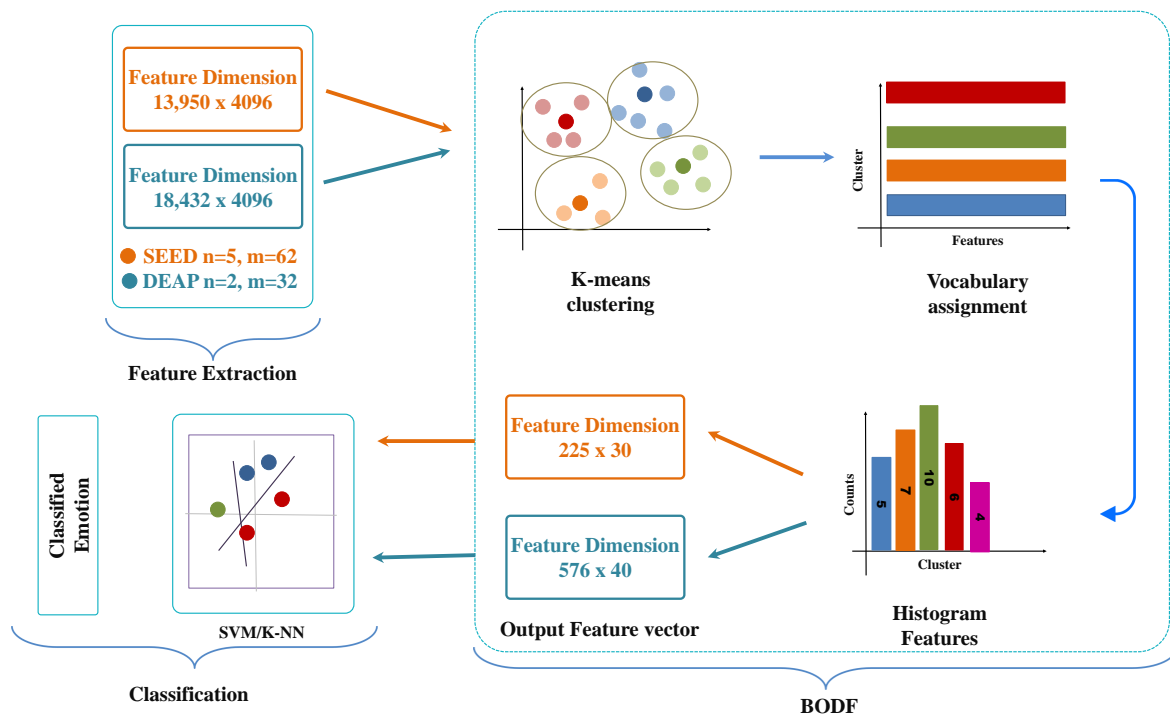 Feature Dimension
13,950 x 4096
Feature Dimension
18,432 x 4096
SEED n=5, m=62
DEAP n=2, m=32
Feature Extraction
K-means
clustering
Cluster
Features
Vocabulary
assignment
Classified
Emotion
SVM/K-NN
Classification
Feature Dimension
225 x 30
Feature Dimension
576 x 40
Output Feature vector
Counts
5
7
10
6
4
Cluster
Histogram
Features
BODF